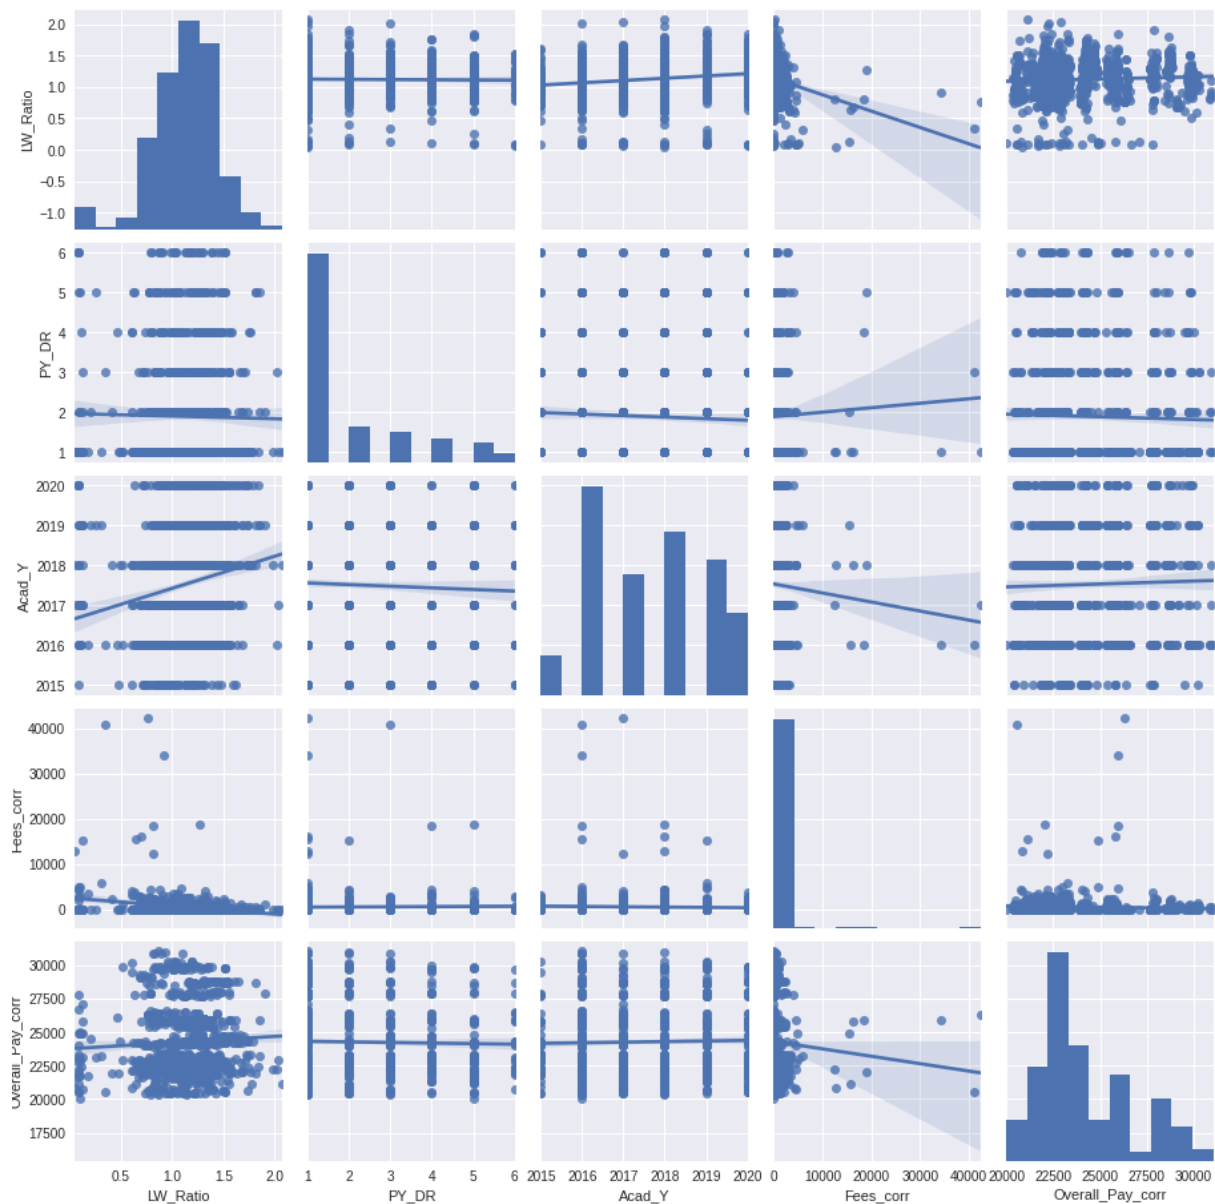 2.0
1.5
1.0
0.5
0.0
−0.5
−1.0
LW_Ratio
6
5
4
3
2
1
PY_DR
2020
2019
2018
2017
2016
2015
Acad_Y
40000
30000
20000
10000
0
Fees_corr
30000
27500
25000
22500
20000
17500
Overall_Pay_corr
0.5 1.0 1.5 2.0
LW_Ratio
1 2 3 4 5 6
PY_DR
2015 2016 2017 2018 2019 2020
Acad_Y
0 10000 20000 30000 40000
Fees_corr
20000 22500 25000 27500 30000
Overall_Pay_corr